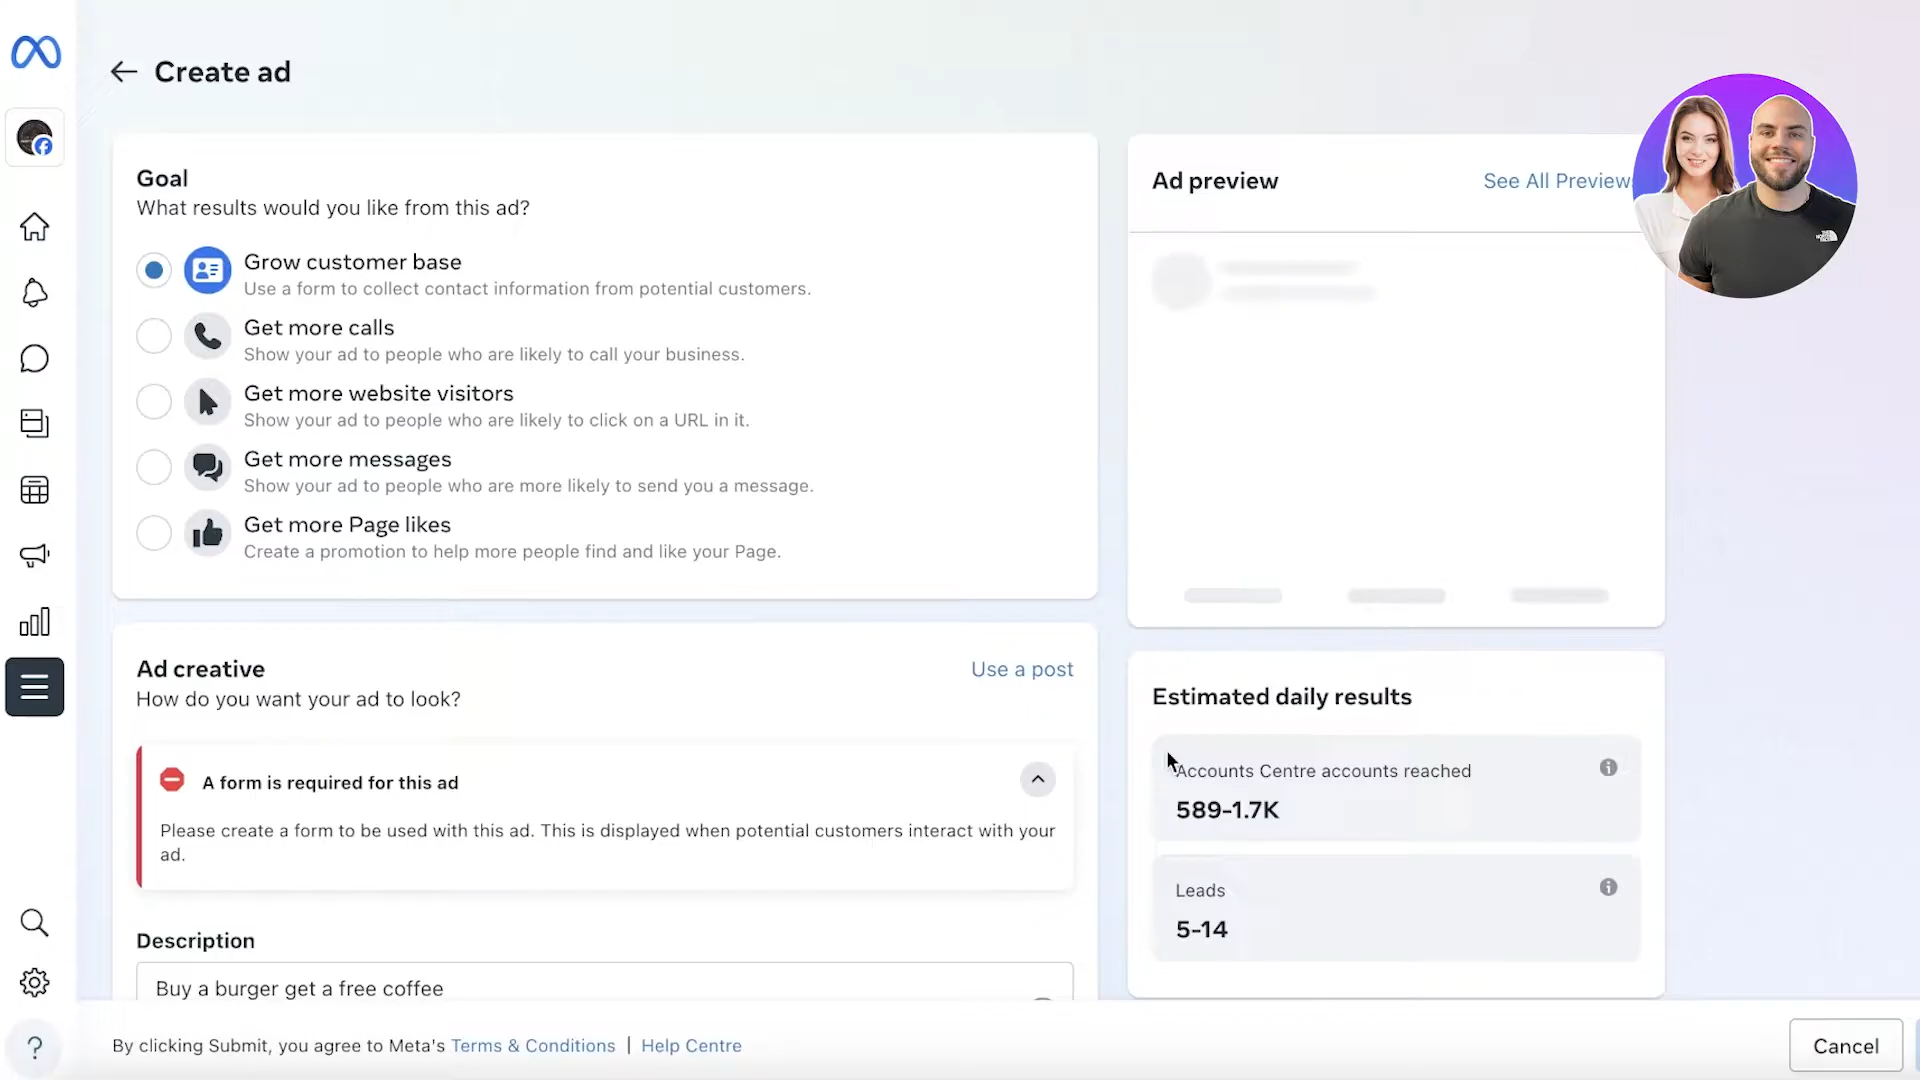 Create ad
Goal
What results would you like from this ad?
Grow customer base
Use a form to collect contact information from potential customers.
Get more calls
Show your ad to people who are likely to call your business.
Get more website visitors
Show your ad to people who are likely to click on a URL in it.
Get more messages
Show your ad to people who are more likely to send you a message.
Get more Page likes
Create a promotion to help more people find and like your Page.
Ad creative
Use a post
How do you want your ad to look?
A form is required for this ad
Please create a form to be used with this ad. This is displayed when potential customers interact with your
ad.
Description
Buy a burger get a free coffee
Ad preview
See All Previews
Estimated daily results
Accounts Centre accounts reached
589-1.7K
Leads
5-14
By clicking Submit, you agree to Meta's Terms & Conditions | Help Centre
Cancel